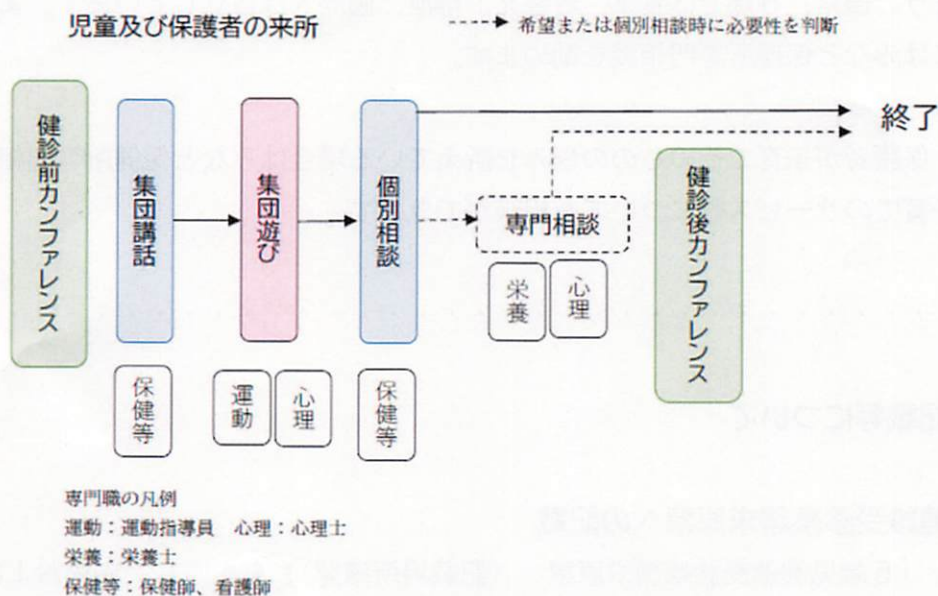 児童及び保護者の来所
希望または個別相談時に必要性を判断
健診前カンファレンス
集団講話
集団遊び
個別相談
専門相談
健診後カンファレンス
終了
保健等
運動
心理
保健等
栄養
心理
専門職の凡例
運動:運動指導員 心理:心理士
栄養:栄養士
保健等:保健師、看護師